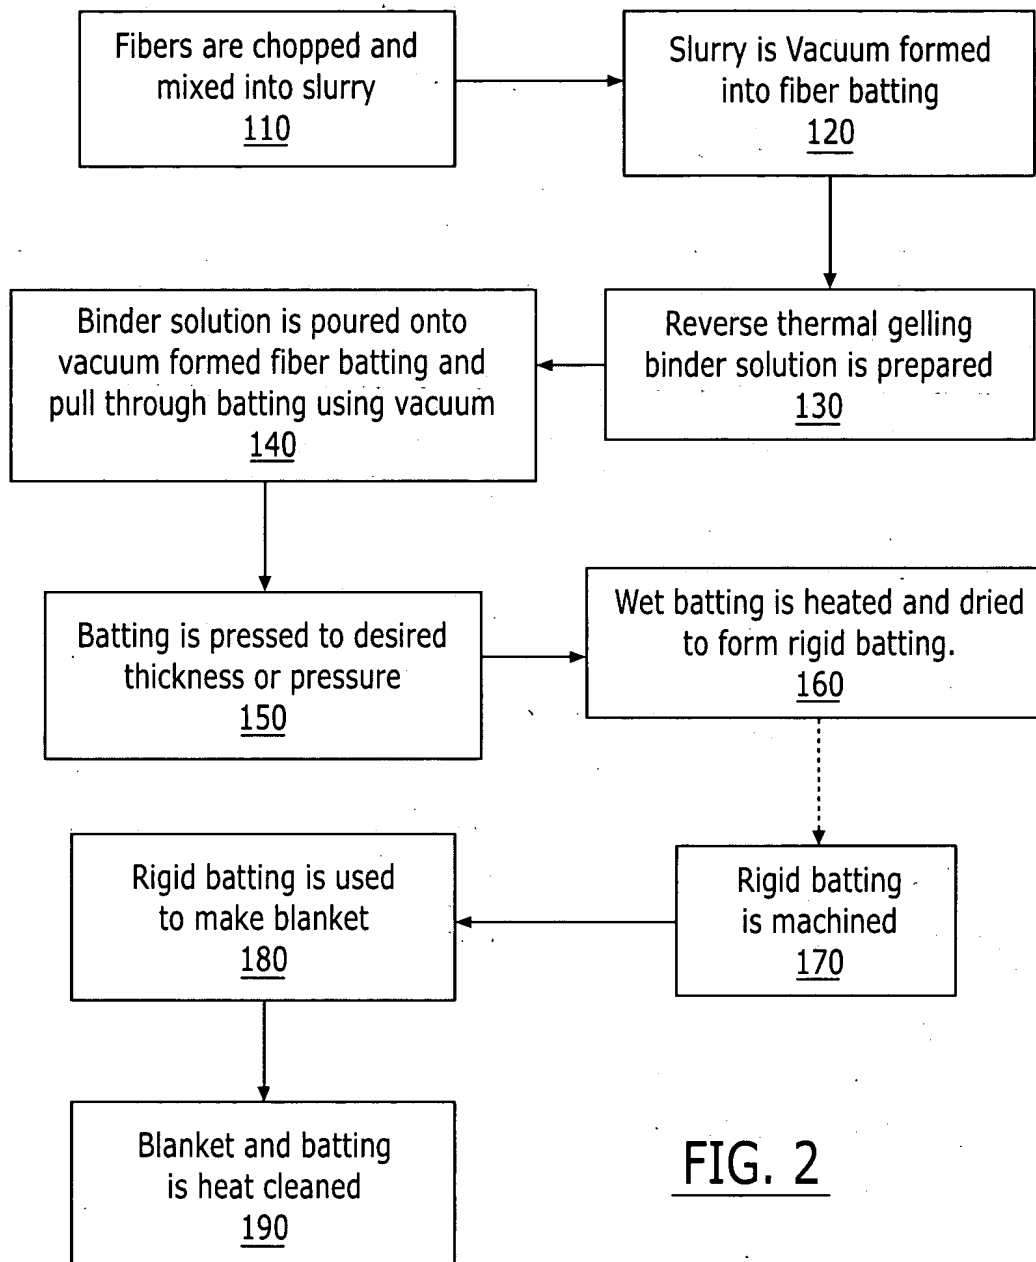 Fibers are chopped and
mixed into slurry
110
Slurry is Vacuum formed
into fiber batting
120
Reverse thermal gelling
binder solution is prepared
130
Binder solution is poured onto
vacuum formed fiber batting and
pull through batting using vacuum
140
Batting is pressed to desired
thickness or pressure
150
Wet batting is heated and dried
to form rigid batting.
160
Rigid batting
is machined
170
Rigid batting is used
to make blanket
180
Blanket and batting
is heat cleaned
190
FIG. 2